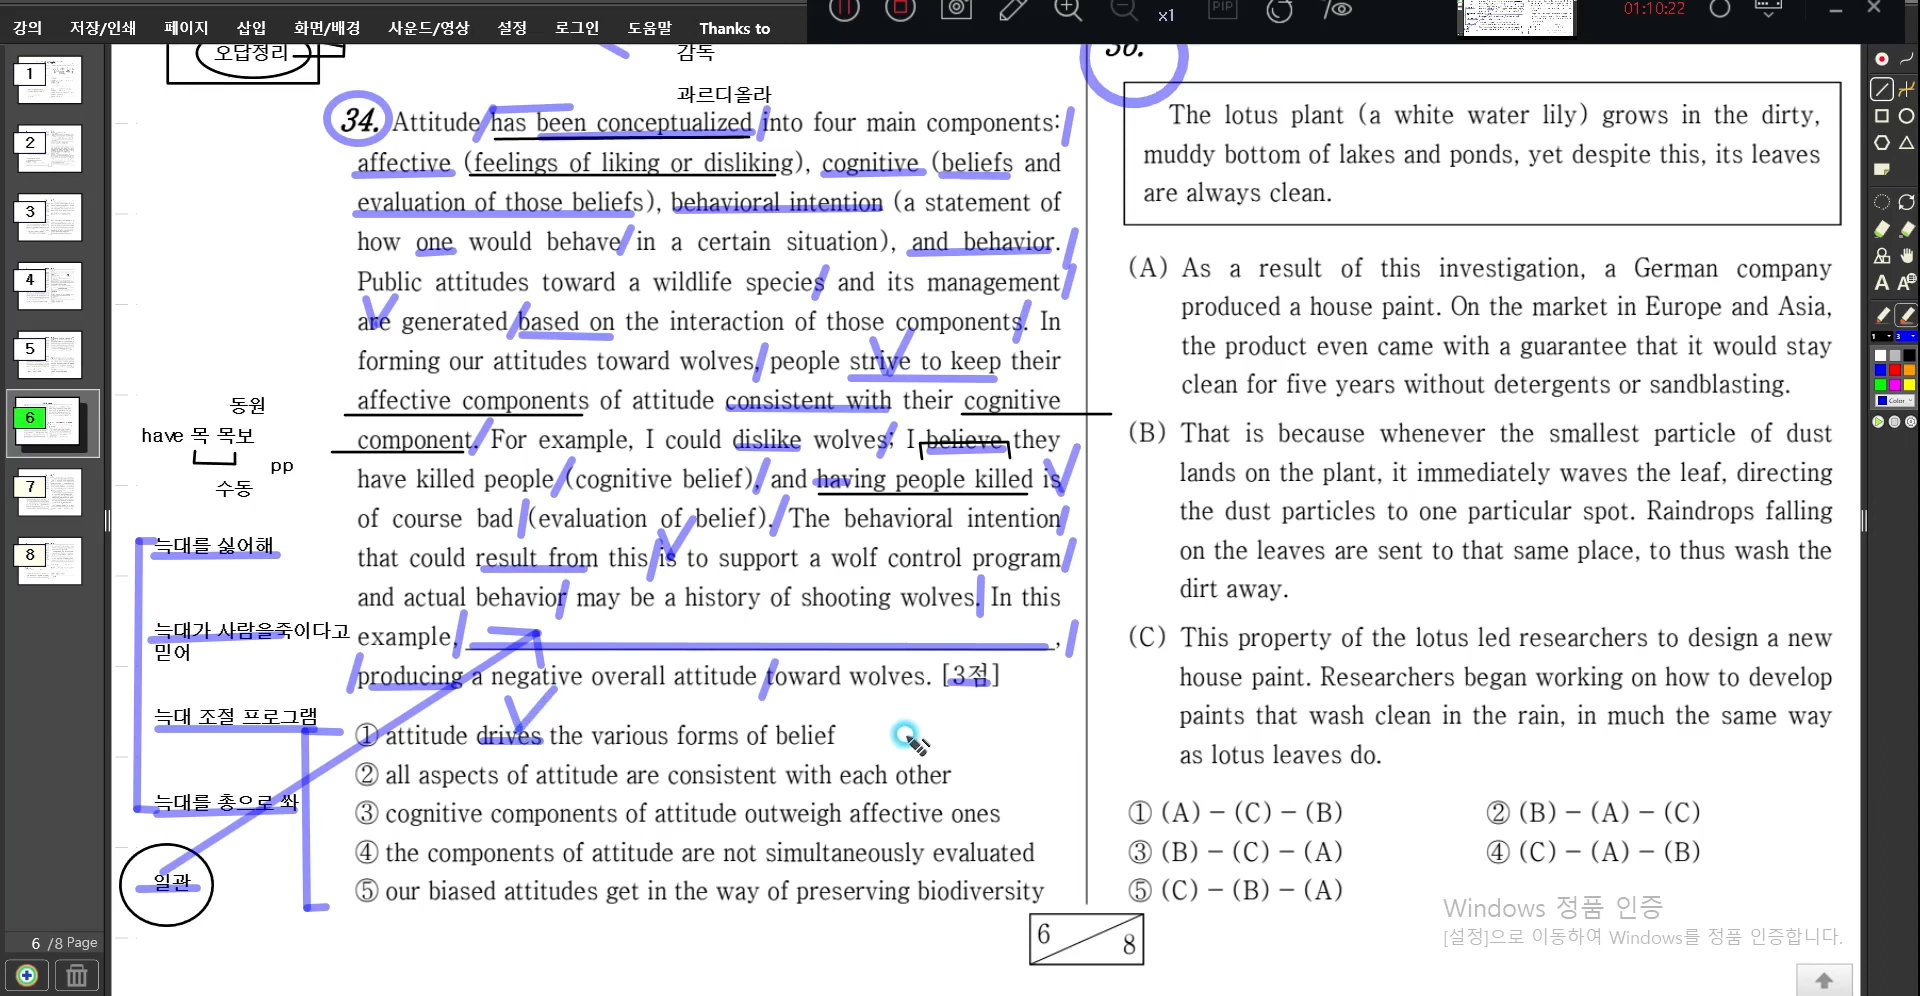 강의 저장/인쇄 페이지 삽입 화면/배경 사운드/영상 설정 로그인 도움말 Thanks to
x1
PIP
01:10:22
1
2
3
4
5
6
7
8
6 /8 Page
오답정리
감독
과르디올라
34. Attitude has been conceptualized into four main components:
affective (feelings of liking or disliking), cognitive (beliefs and
evaluation of those beliefs), behavioral intention (a statement of
how one would behave in a certain situation), and behavior.
Public attitudes toward a wildlife species and its management
are generated based on the interaction of those components. In
forming our attitudes toward wolves, people strive to keep their
affective components of attitude consistent with their cognitive
component. For example, I could dislike wolves; I believe they
have killed people (cognitive belief), and having people killed is
of course bad (evaluation of belief). The behavioral intention
that could result from this is to support a wolf control program
and actual behavior may be a history of shooting wolves. In this
example, ,
producing a negative overall attitude toward wolves. [3점]
① attitude drives the various forms of belief
② all aspects of attitude are consistent with each other
③ cognitive components of attitude outweigh affective ones
④ the components of attitude are not simultaneously evaluated
⑤ our biased attitudes get in the way of preserving biodiversity
동원
have 목 목보
pp
수동
늑대를 싫어해
늑대가 사람을죽이다고
믿어
늑대 조절 프로그램
늑대를 총으로 쏴
일관
36.
The lotus plant (a white water lily) grows in the dirty,
muddy bottom of lakes and ponds, yet despite this, its leaves
are always clean.
(A) As a result of this investigation, a German company
produced a house paint. On the market in Europe and Asia,
the product even came with a guarantee that it would stay
clean for five years without detergents or sandblasting.
(B) That is because whenever the smallest particle of dust
lands on the plant, it immediately waves the leaf, directing
the dust particles to one particular spot. Raindrops falling
on the leaves are sent to that same place, to thus wash the
dirt away.
(C) This property of the lotus led researchers to design a new
house paint. Researchers began working on how to develop
paints that wash clean in the rain, in much the same way
as lotus leaves do.
① (A) - (C) - (B) ② (B) - (A) - (C)
③ (B) - (C) - (A) ④ (C) - (A) - (B)
⑤ (C) - (B) - (A)
6 8
Windows 정품 인증
[설정]으로 이동하여 Windows를 정품 인증합니다.
A A
1 3
Color